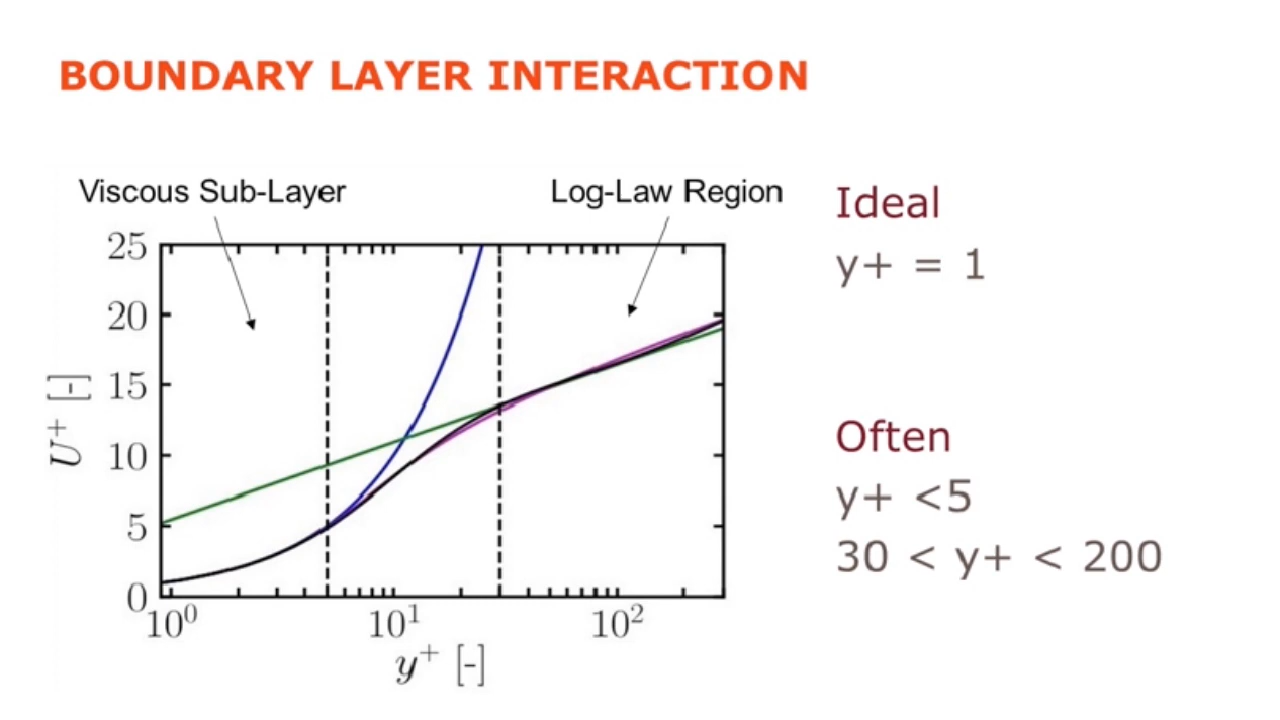 BOUNDARY LAYER INTERACTION
Viscous Sub-Layer
Log-Law Region
25
20
15
10
5
0
U⁺ [-]
10⁰
10¹
10²
y⁺ [-]
Ideal
y+ = 1
Often
y+ <5
30 < y+ < 200